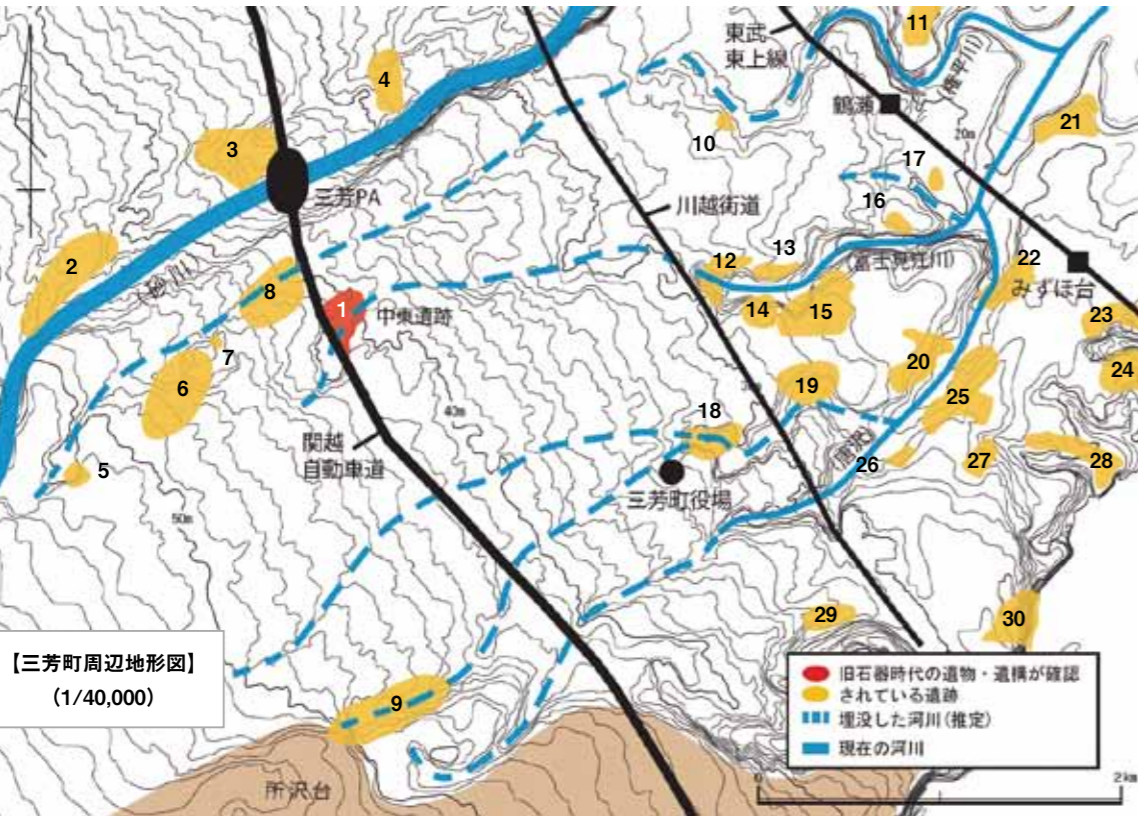 11
東武
東上線
4
(権平川)
鶴瀬
21
20m
10
3
17
三芳PA
川越街道
16
2
(砂川)
12
13
(富士見江川)
22
みずほ台
8
1
中東遺跡
14
15
23
7
6
20
24
19
25
40m
18
関越
自動車道
5
26
27
28
三芳町役場
50m
29
30
【三芳町周辺地形図】
(1/40,000)
旧石器時代の遺物・遺構が確認
されている遺跡
埋没した河川(推定)
現在の河川
9
所沢台
0
2km